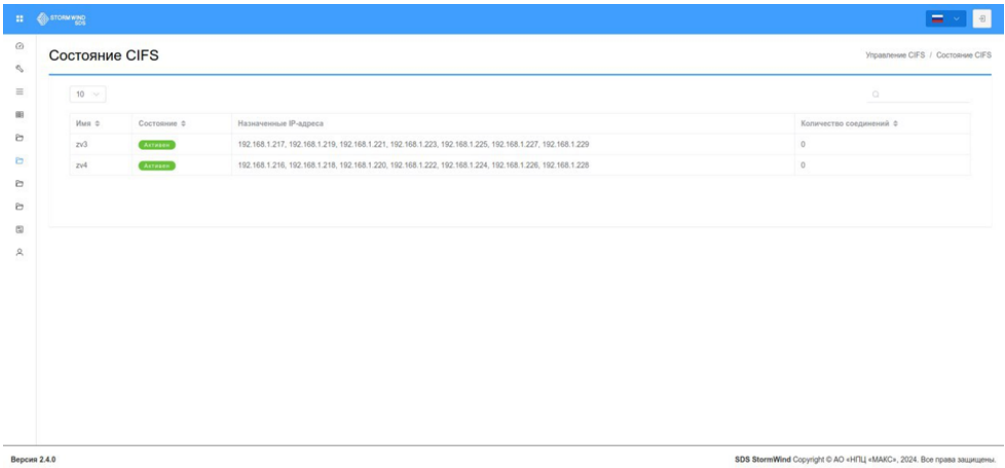 STORMWIND
SDS
Состояние CIFS
Управление CIFS / Состояние CIFS
10
Имя Состояние Назначенные IP-адреса Количество соединений
zv3 Активен 192.168.1.217, 192.168.1.219, 192.168.1.221, 192.168.1.223, 192.168.1.225, 192.168.1.227, 192.168.1.229 0
zv4 Активен 192.168.1.216, 192.168.1.218, 192.168.1.220, 192.168.1.222, 192.168.1.224, 192.168.1.226, 192.168.1.228 0
Версия 2.4.0 SDS StormWind Copyright © АО «НПЦ «МАКС», 2024. Все права защищены.